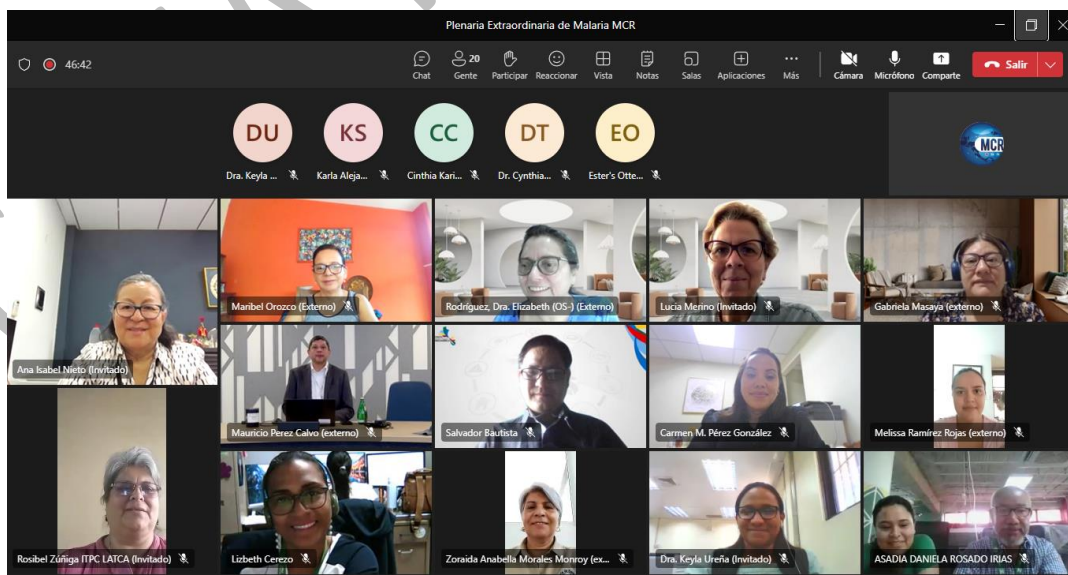 Plenaria Extraordinaria de Malaria MCR
46:42
Chat
20
Gente
Participar
Reaccionar
Vista
Notas
Salas
Aplicaciones
Más
Cámara
Micrófono
Comparte
Salir
DU
KS
CC
DT
EO
MCR
Dra. Keyla ...
Karla Aleja...
Cinthia Kari...
Dr. Cynthia...
Ester's Otte...
Ana Isabel Nieto (Invitado)
Maribel Orozco (Externo)
Rodríguez, Dra. Elizabeth (OS-) (Externo)
Lucía Merino (Invitado)
Gabriela Masaya (externo)
Mauricio Perez Calvo (externo)
Salvador Bautista
Carmen M. Pérez González
Melissa Ramírez Rojas (externo)
Rosibel Zúñiga ITPC LATCA (Invitado)
Lizbeth Cerezo
Zoraida Anabella Morales Monroy (ex...
Dra. Keyla Ureña (Invitado)
ASADIA DANIELA ROSADO IRIAS